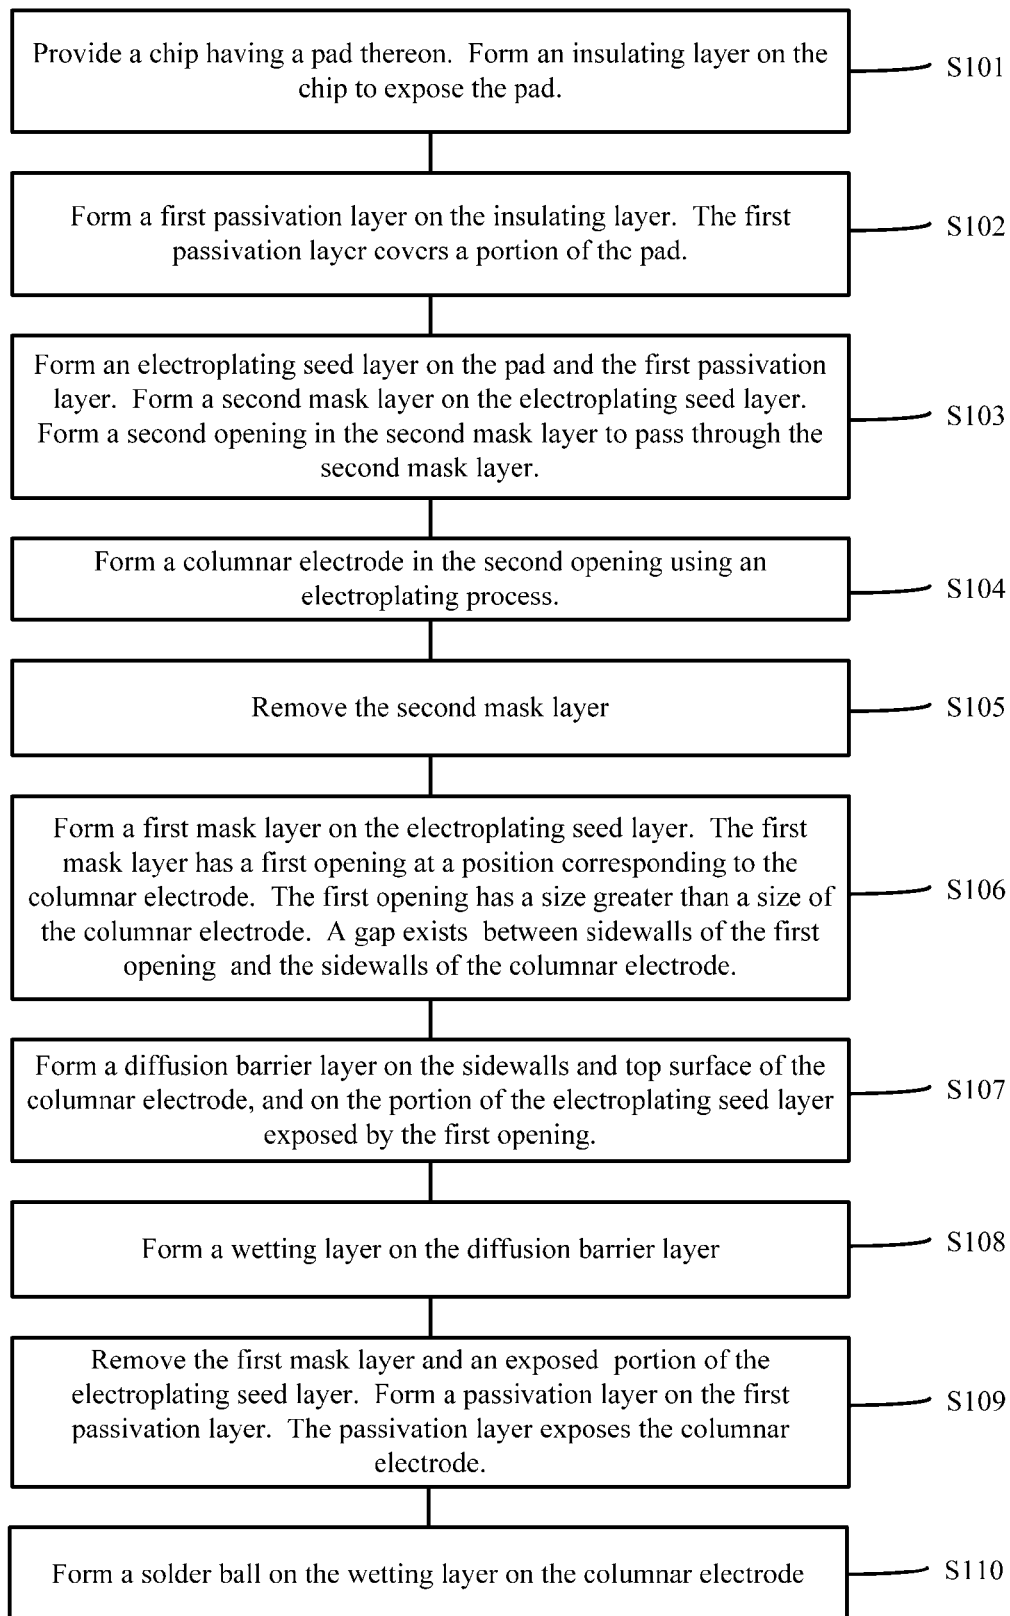 Provide a chip having a pad thereon. Form an insulating layer on the
chip to expose the pad.
S101
Form a first passivation layer on the insulating layer. The first
passivation layer covers a portion of the pad.
S102
Form an electroplating seed layer on the pad and the first passivation
layer. Form a second mask layer on the electroplating seed layer.
Form a second opening in the second mask layer to pass through the
second mask layer.
S103
Form a columnar electrode in the second opening using an
electroplating process.
S104
Remove the second mask layer
S105
Form a first mask layer on the electroplating seed layer. The first
mask layer has a first opening at a position corresponding to the
columnar electrode. The first opening has a size greater than a size of
the columnar electrode. A gap exists between sidewalls of the first
opening and the sidewalls of the columnar electrode.
S106
Form a diffusion barrier layer on the sidewalls and top surface of the
columnar electrode, and on the portion of the electroplating seed layer
exposed by the first opening.
S107
Form a wetting layer on the diffusion barrier layer
S108
Remove the first mask layer and an exposed portion of the
electroplating seed layer. Form a passivation layer on the first
passivation layer. The passivation layer exposes the columnar
electrode.
S109
Form a solder ball on the wetting layer on the columnar electrode
S110